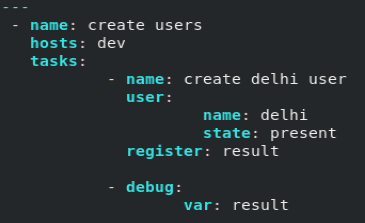 ---
 - name: create users
   hosts: dev
   tasks:
           - name: create delhi user
             user:
                     name: delhi
                     state: present
             register: result

           - debug:
                   var: result